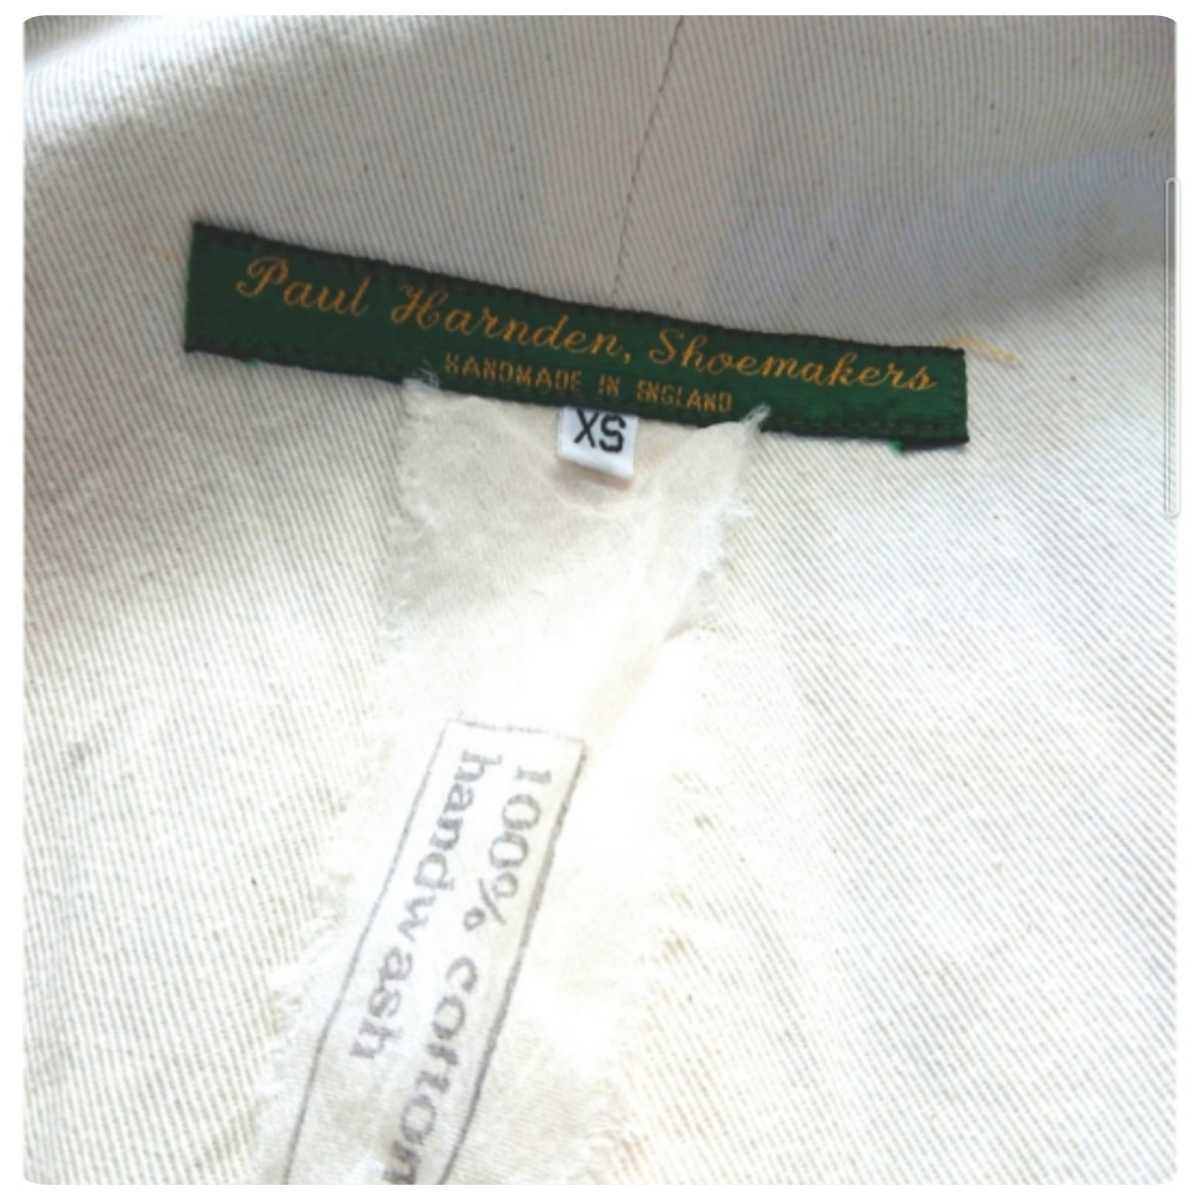 Paul Harnden, Shoemakers
HANDMADE IN ENGLAND
XS
100% cotton
handwash